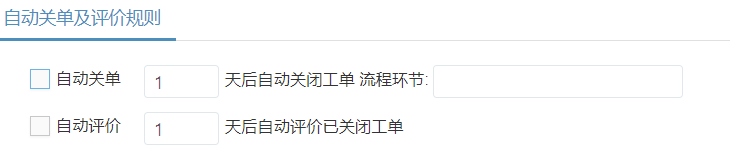 自动关单及评价规则
自动关单 1 天后自动关闭工单 流程环节:
自动评价 1 天后自动评价已关闭工单